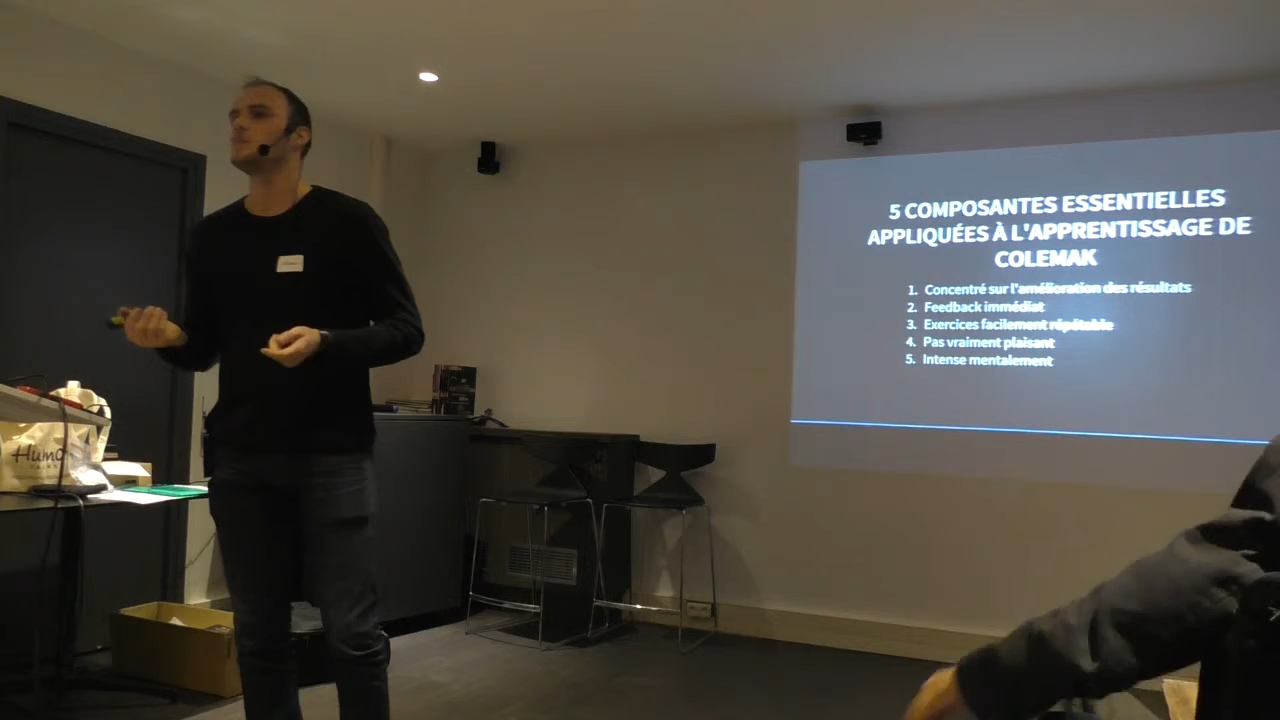 5 COMPOSANTES ESSENTIELLES
APPLIQUÉES À L'APPRENTISSAGE DE
COLEMAK
1. Concentré sur l'amélioration des résultats
2. Feedback immédiat
3. Exercices facilement répétable
4. Pas vraiment plaisant
5. Intense mentalement